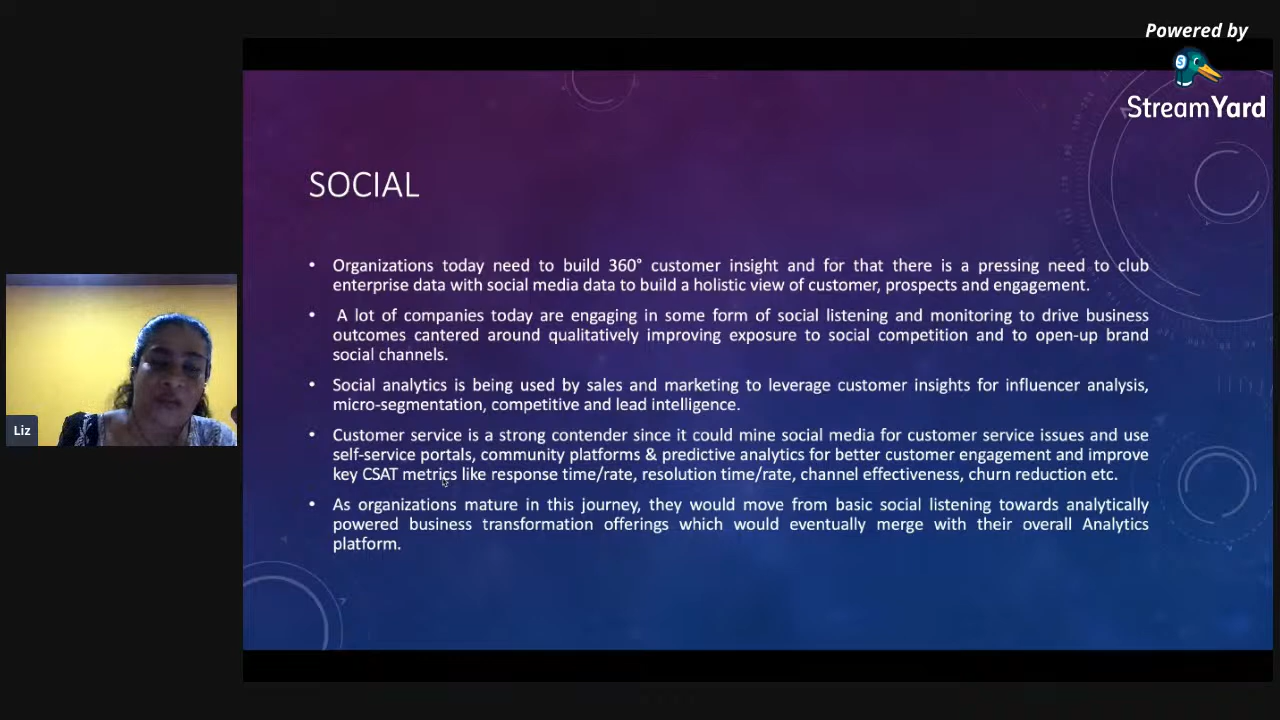 Powered by
StreamYard
SOCIAL
• Organizations today need to build 360° customer insight and for that there is a pressing need to club
enterprise data with social media data to build a holistic view of customer, prospects and engagement.
• A lot of companies today are engaging in some form of social listening and monitoring to drive business
outcomes cantered around qualitatively improving exposure to social competition and to open-up brand
social channels.
• Social analytics is being used by sales and marketing to leverage customer insights for influencer analysis,
micro-segmentation, competitive and lead intelligence.
• Customer service is a strong contender since it could mine social media for customer service issues and use
self-service portals, community platforms & predictive analytics for better customer engagement and improve
key CSAT metrics like response time/rate, resolution time/rate, channel effectiveness, churn reduction etc.
• As organizations mature in this journey, they would move from basic social listening towards analytically
powered business transformation offerings which would eventually merge with their overall Analytics
platform.
Liz